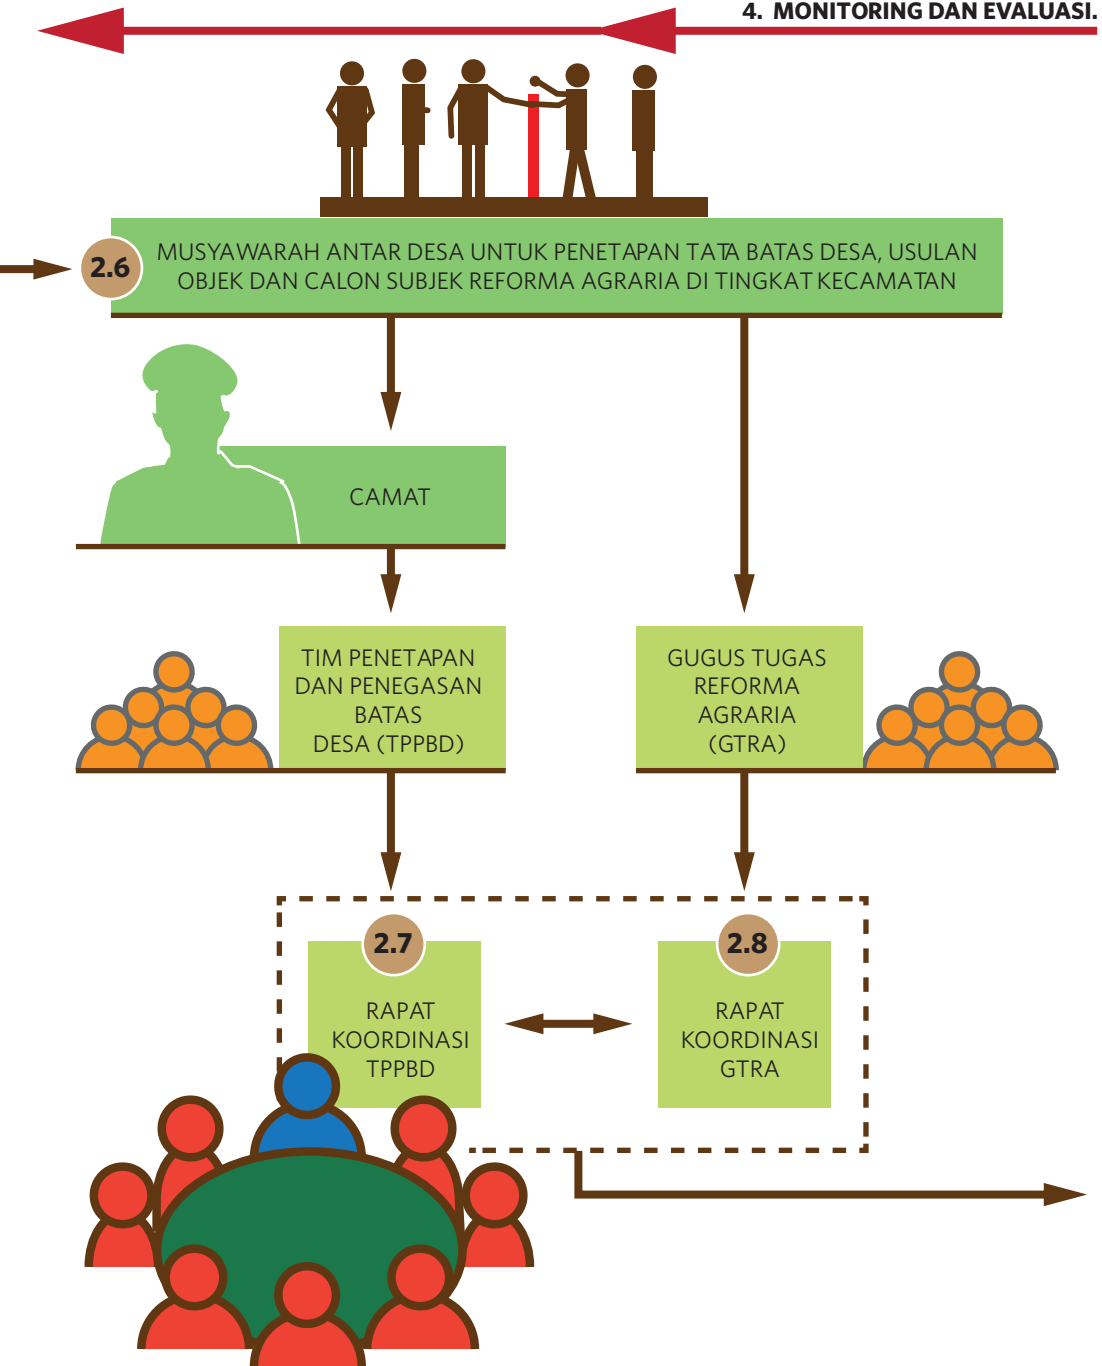 4. MONITORING DAN EVALUASI.
2.6
MUSYAWARAH ANTAR DESA UNTUK PENETAPAN TATA BATAS DESA, USULAN
OBJEK DAN CALON SUBJEK REFORMA AGRARIA DI TINGKAT KECAMATAN
CAMAT
TIM PENETAPAN
DAN PENEGASAN
BATAS
DESA (TPPBD)
GUGUS TUGAS
REFORMA
AGRARIA
(GTRA)
2.7
RAPAT
KOORDINASI
TPPBD
2.8
RAPAT
KOORDINASI
GTRA